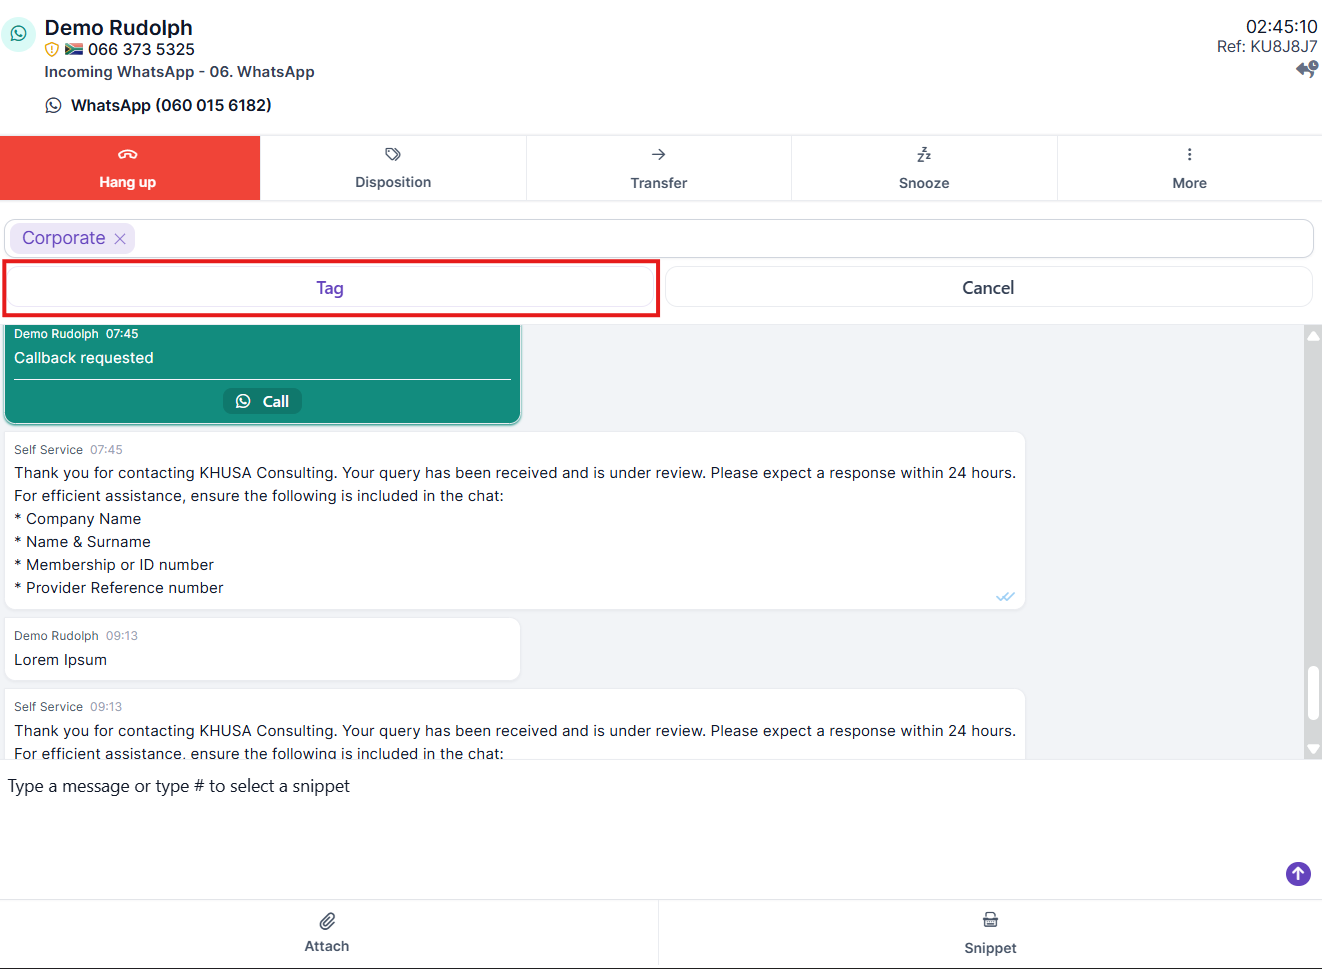 Demo Rudolph
02:45:10
066 373 5325
Ref: KU8J8J7
Incoming WhatsApp - 06. WhatsApp
WhatsApp (060 015 6182)
Hang up
Disposition
Transfer
Snooze
More
Corporate
Tag
Cancel
Demo Rudolph 07:45
Callback requested
Call
Self Service 07:45
Thank you for contacting KHUSA Consulting. Your query has been received and is under review. Please expect a response within 24 hours.
For efficient assistance, ensure the following is included in the chat:
* Company Name
* Name & Surname
* Membership or ID number
* Provider Reference number
Demo Rudolph 09:13
Lorem Ipsum
Self Service 09:13
Thank you for contacting KHUSA Consulting. Your query has been received and is under review. Please expect a response within 24 hours.
For efficient assistance, ensure the following is included in the chat:
Type a message or type # to select a snippet
Attach
Snippet